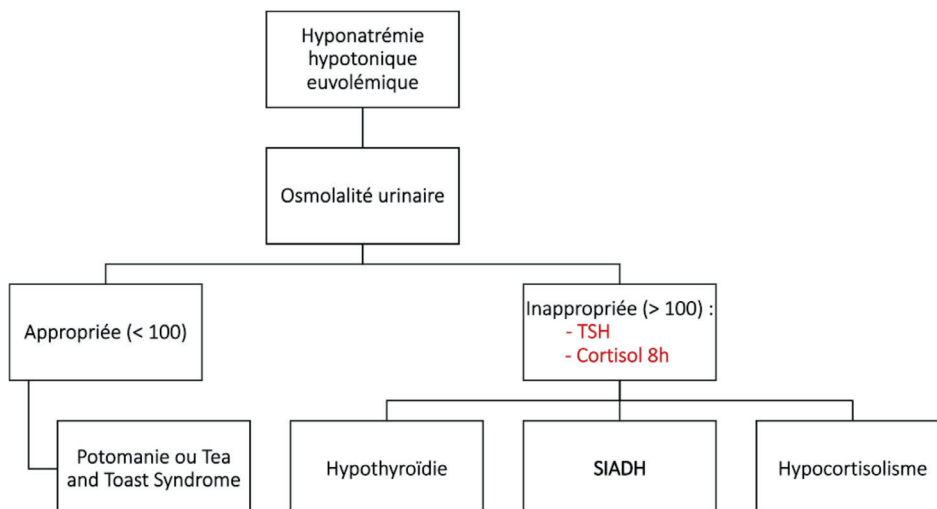 Hyponatrémie
hypotonique
euvolémique
Osmolalité urinaire
Appropriée (< 100)
Inappropriée (> 100) :
- TSH
- Cortisol 8h
Potomanie ou Tea
and Toast Syndrome
Hypothyroïdie
SIADH
Hypocortisolisme